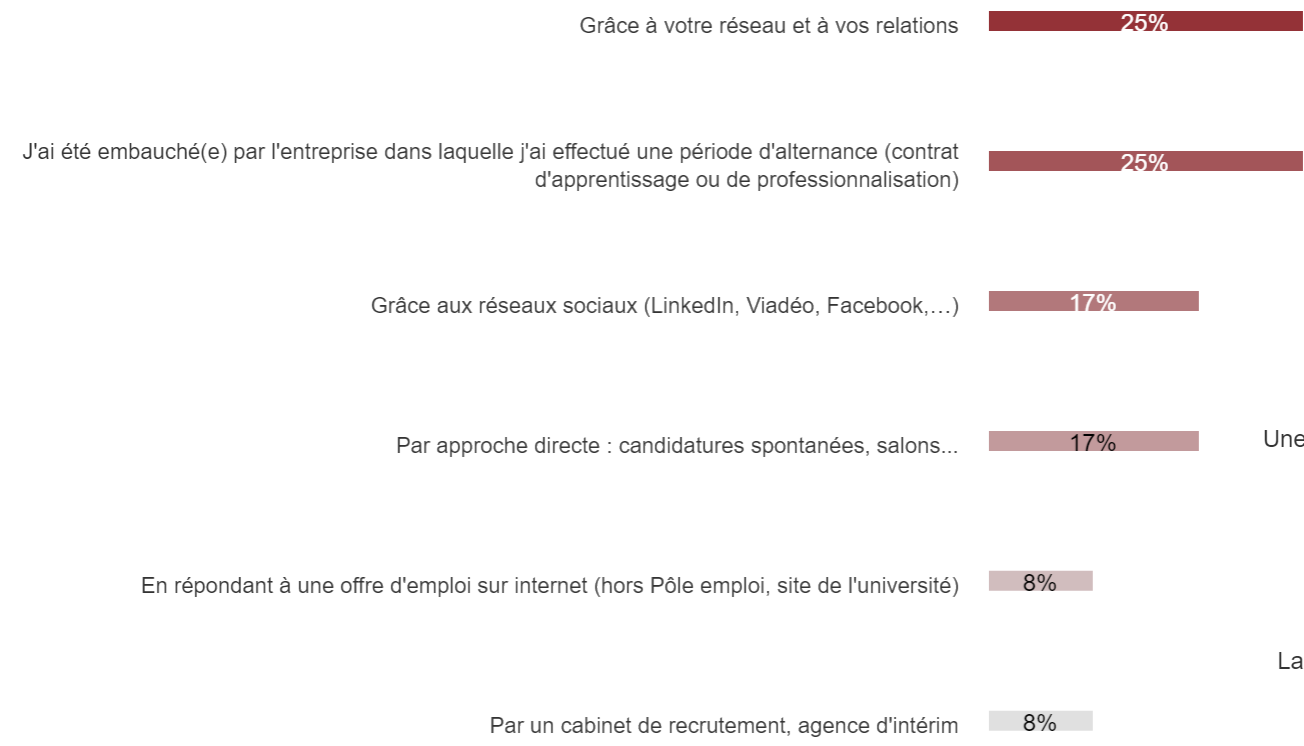 Grâce à votre réseau et à vos relations 25%
J'ai été embauché(e) par l'entreprise dans laquelle j'ai effectué une période d'alternance (contrat
d'apprentissage ou de professionnalisation) 25%
Grâce aux réseaux sociaux (LinkedIn, Viadéo, Facebook,…) 17%
Par approche directe : candidatures spontanées, salons... 17% Une
En répondant à une offre d'emploi sur internet (hors Pôle emploi, site de l'université) 8%
La
Par un cabinet de recrutement, agence d'intérim 8%